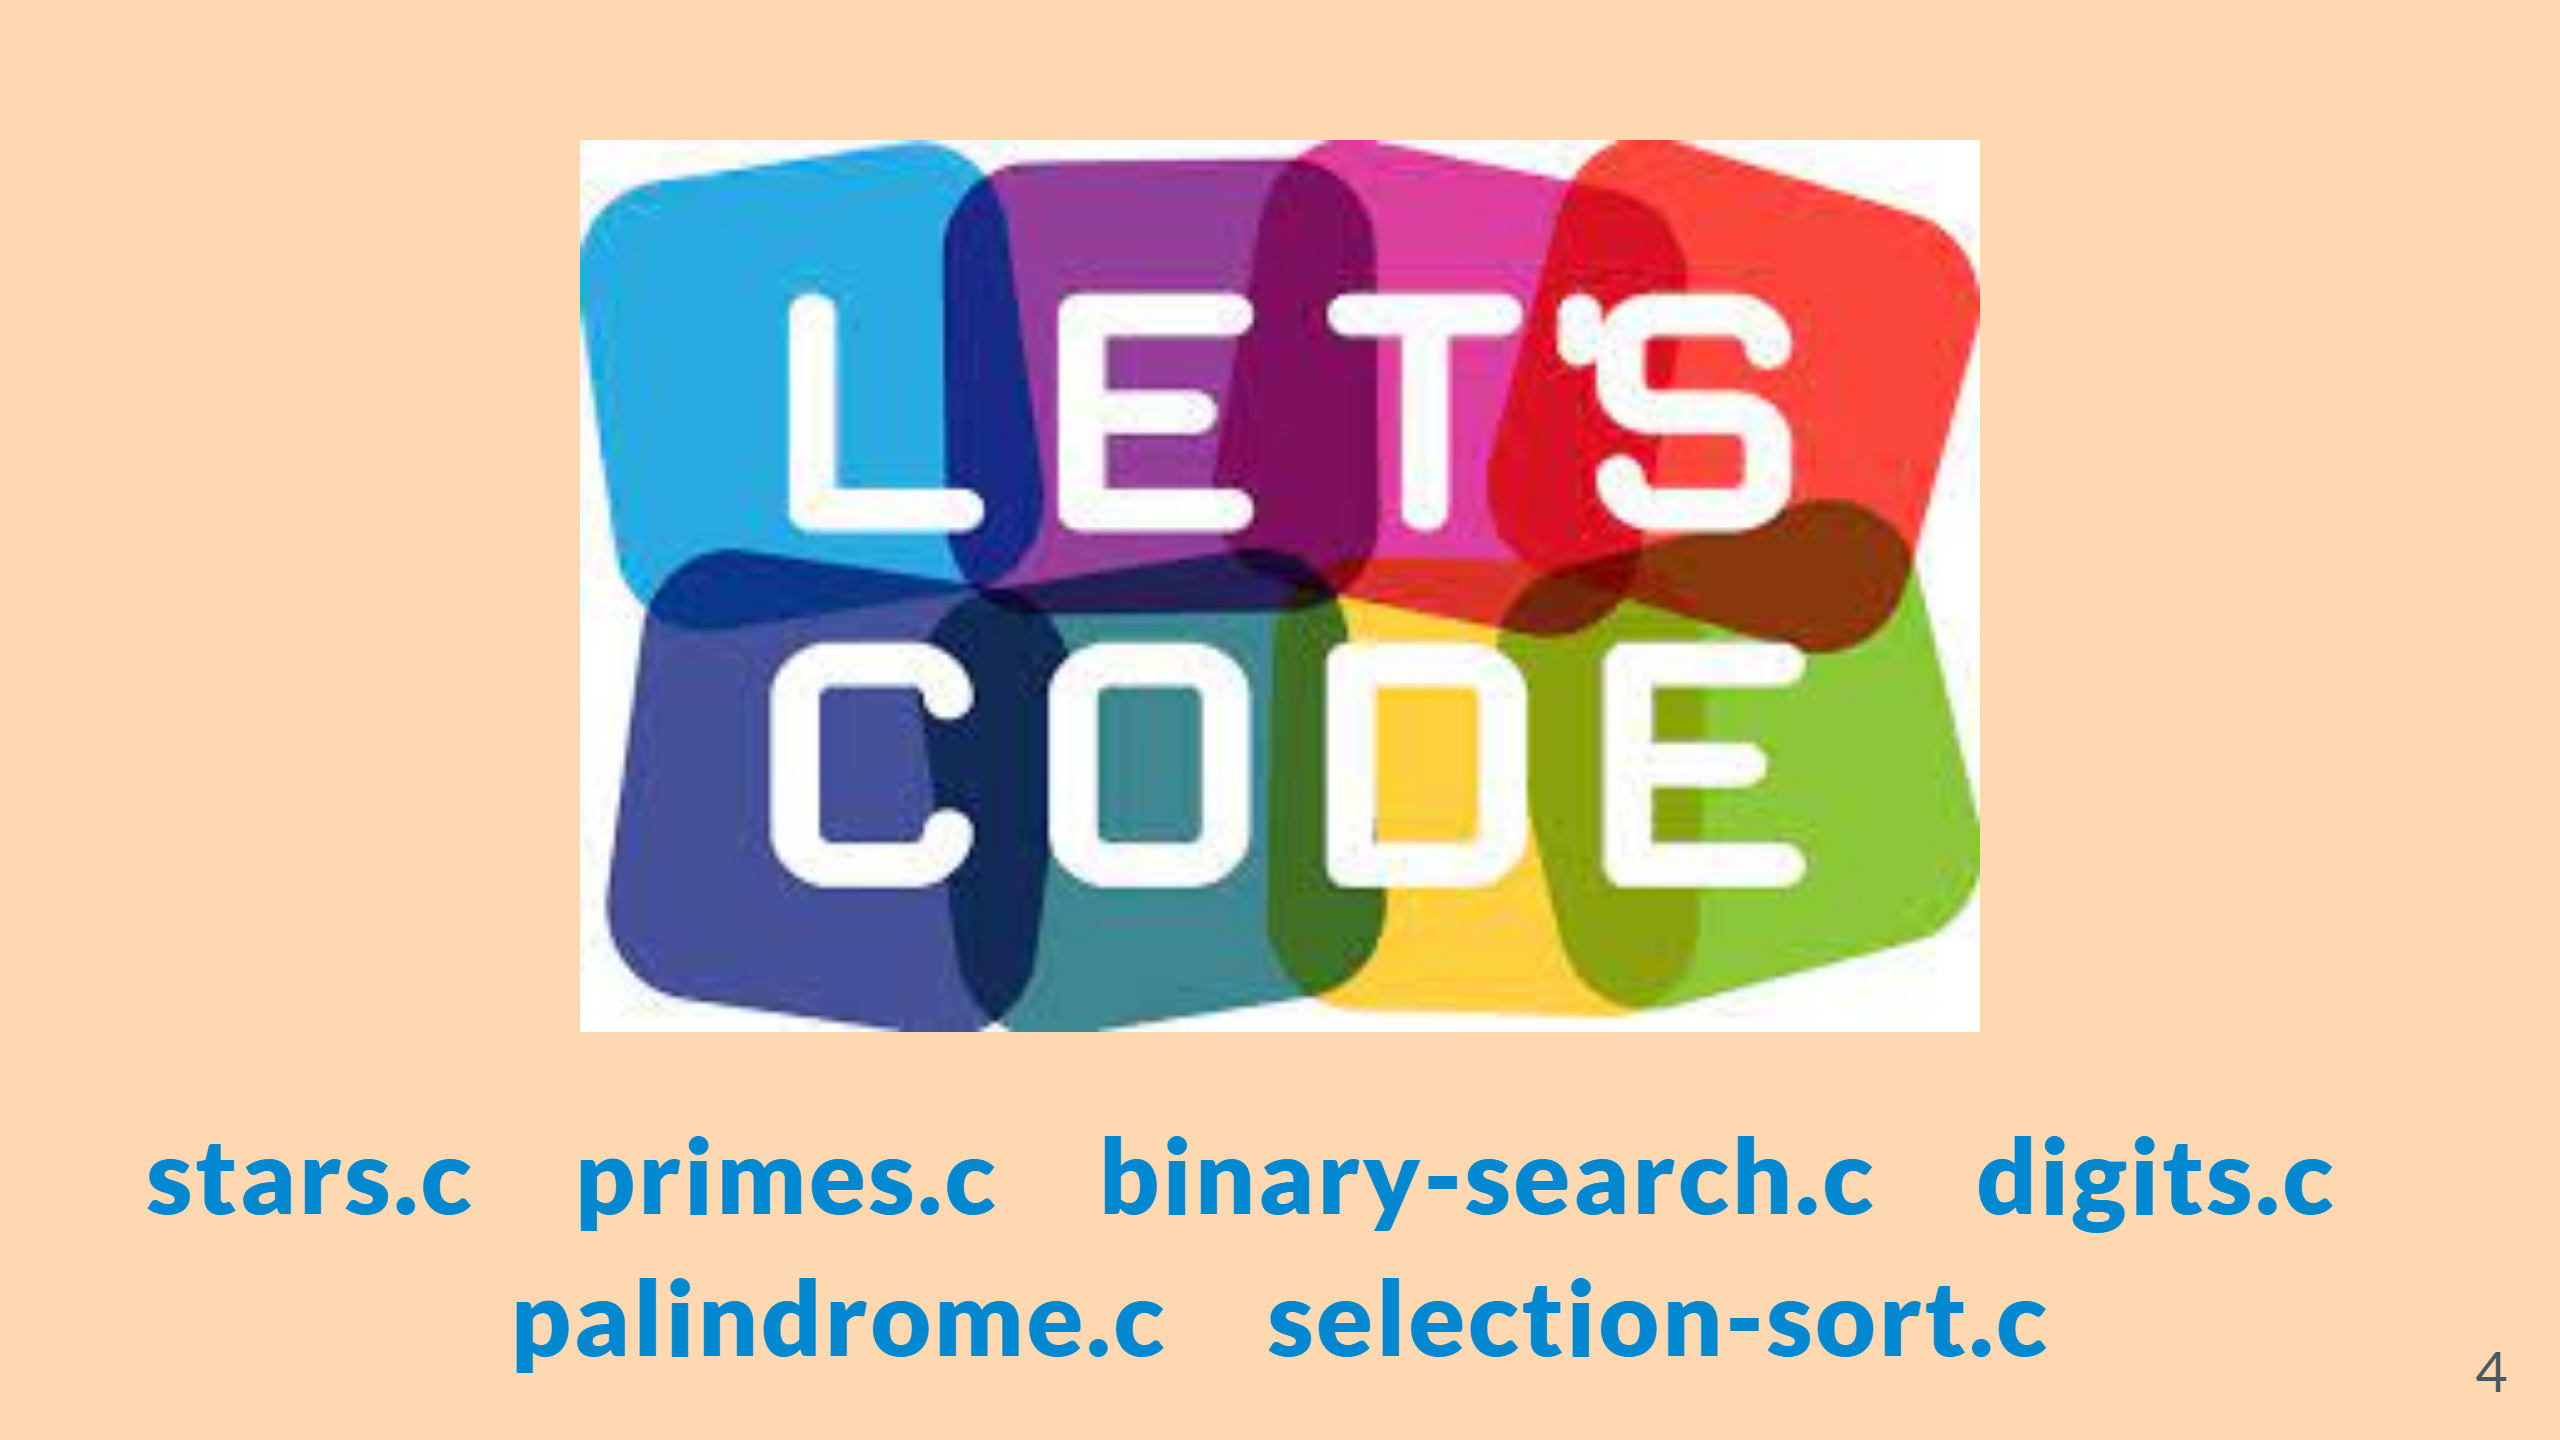 LET'S
CODE
stars.c primes.c binary-search.c digits.c
palindrome.c selection-sort.c
4